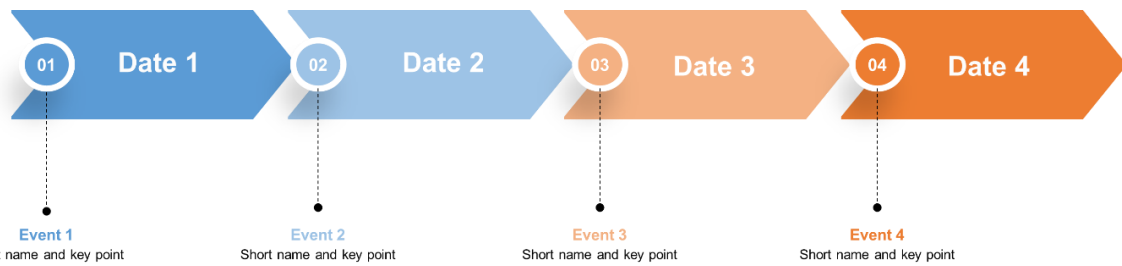 01
Date 1
02
Date 2
03
Date 3
04
Date 4
Event 1
name and key point
Event 2
Short name and key point
Event 3
Short name and key point
Event 4
Short name and key point